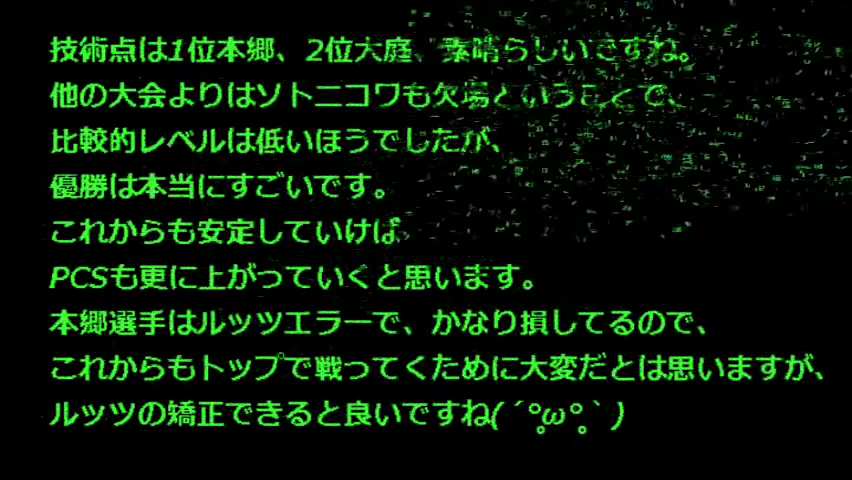 技術点は1位本郷、2位大庭、素晴らしいですね。
他の大会よりはソトニコワも欠場ということで、
比較的レベルは低いほうでしたが、
優勝は本当にすごいです。
これからも安定していけば
PCSも更に上がっていくと思います。
本郷選手はルッツエラーで、かなり損してるので、
これからもトップで戦ってくために大変だとは思いますが、
ルッツの矯正できると良いですね( ´°̥ω°̥｀)